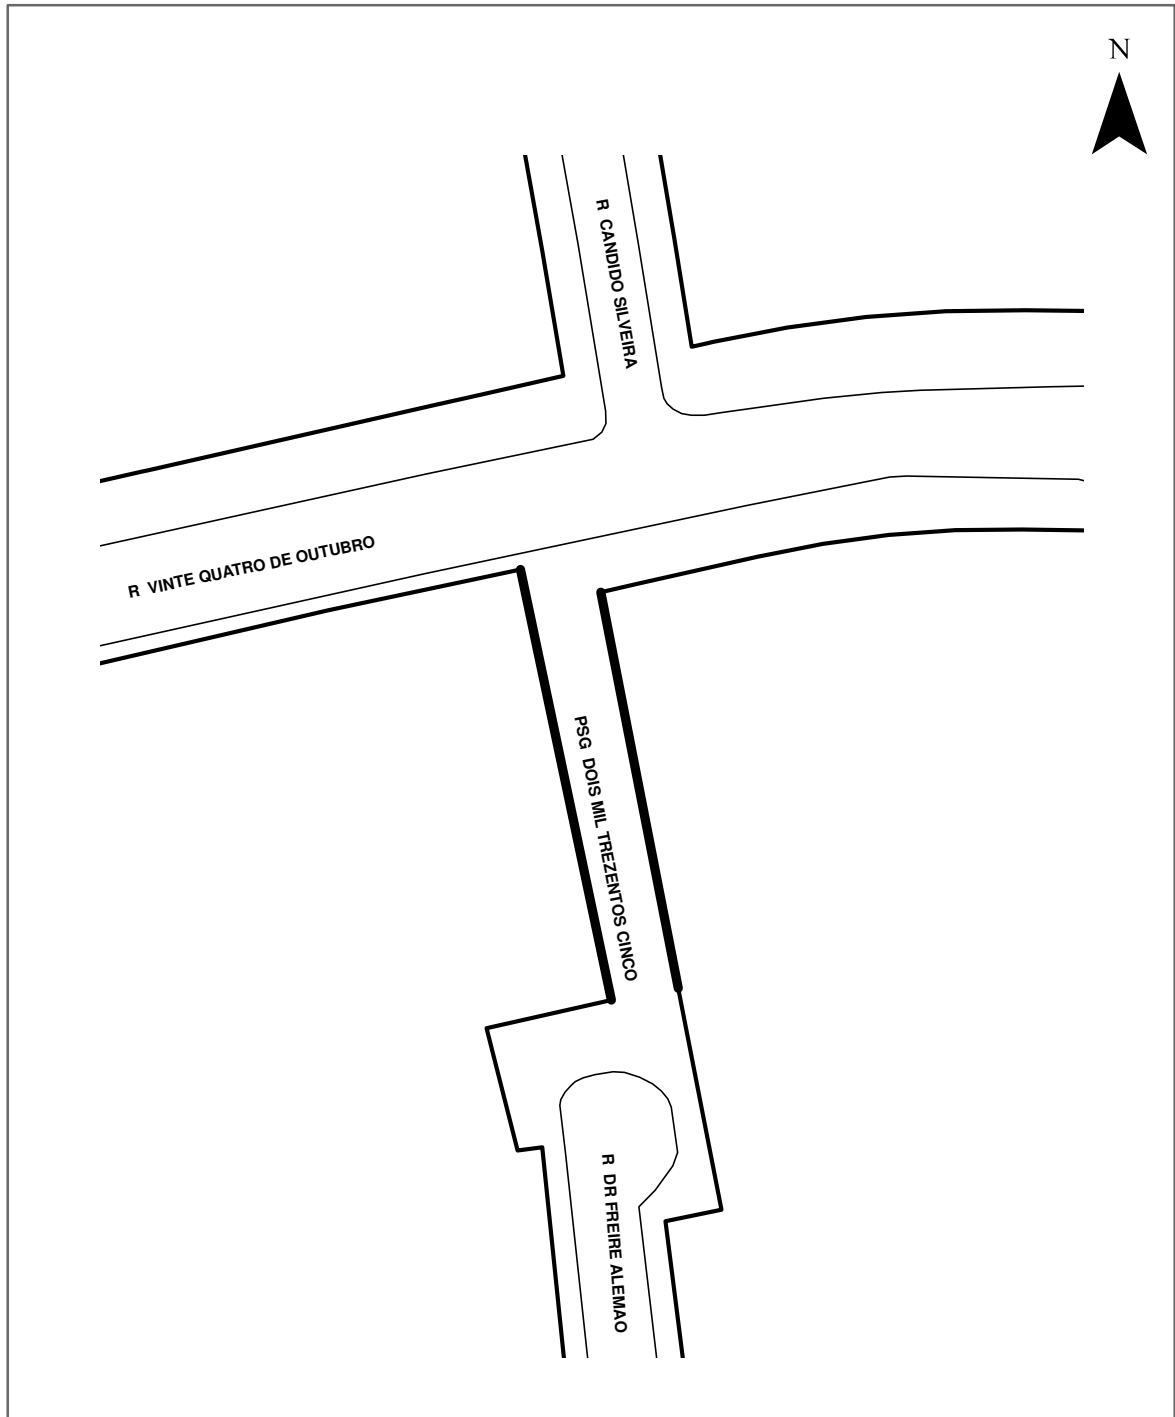 N
R CANDIDO SILVEIRA
R VINTE QUATRO DE OUTUBRO
PSG DOIS MIL TREZENTOS CINCO
R DR FREIRE ALEMAO